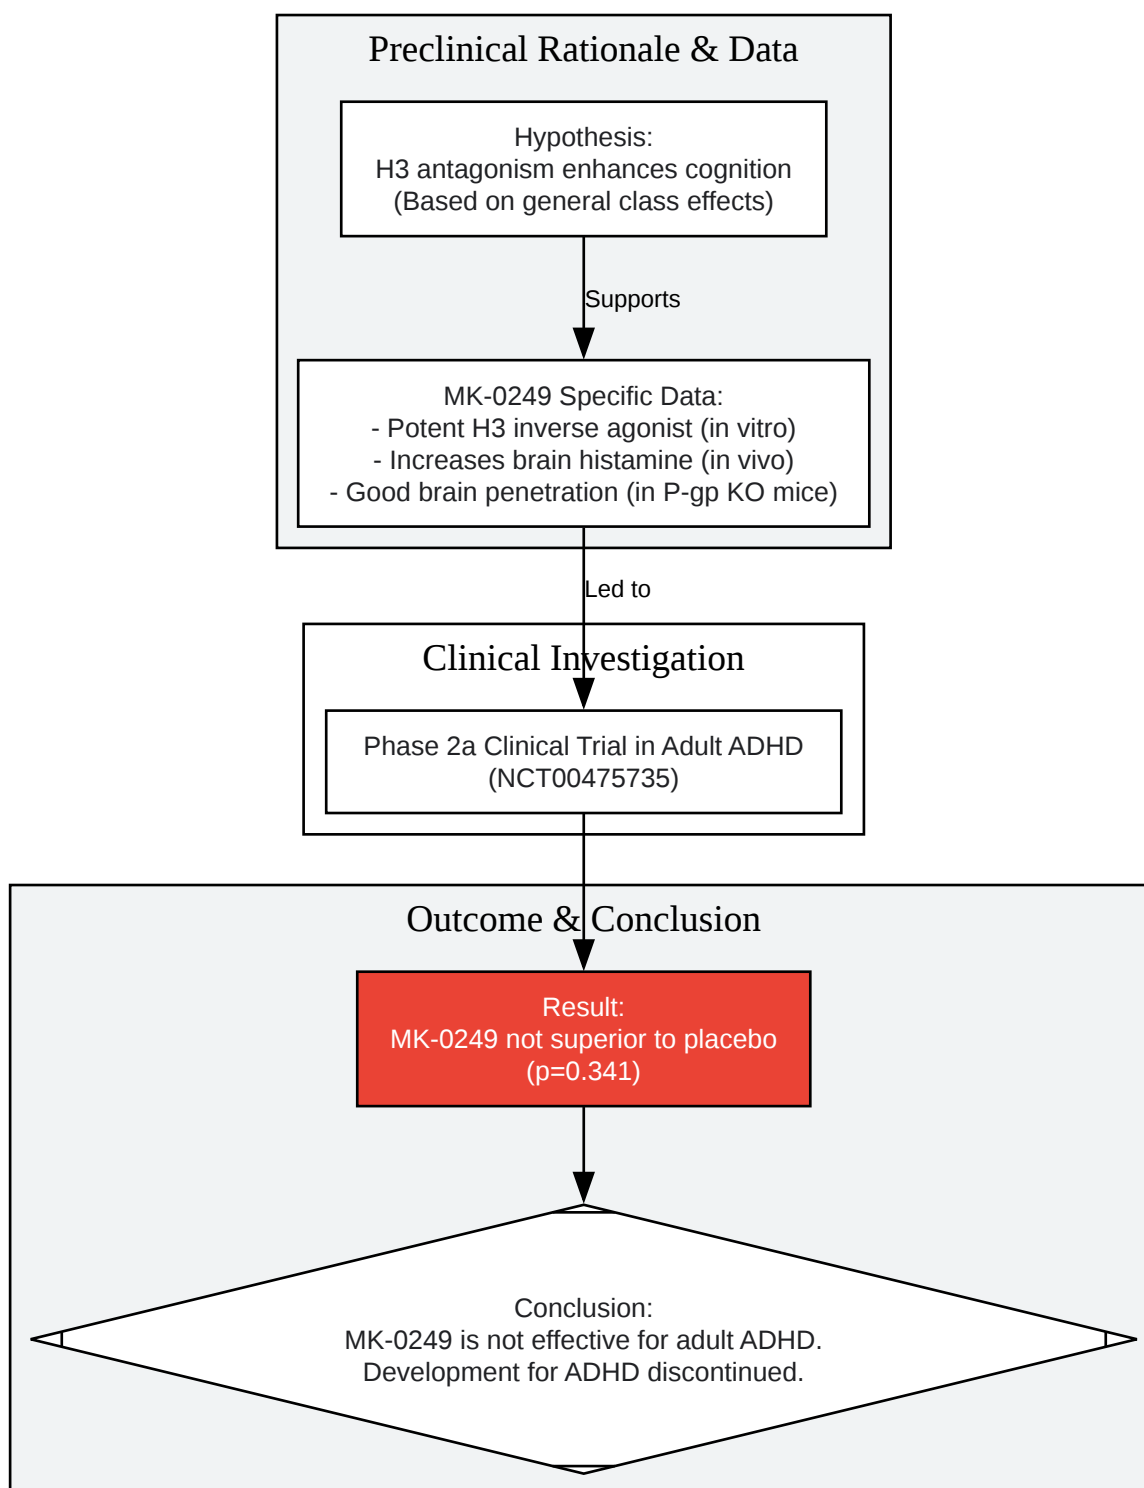 Preclinical Rationale & Data
Hypothesis:
H3 antagonism enhances cognition
(Based on general class effects)
Supports
MK-0249 Specific Data:
- Potent H3 inverse agonist (in vitro)
- Increases brain histamine (in vivo)
- Good brain penetration (in P-gp KO mice)
Led to
Clinical Investigation
Phase 2a Clinical Trial in Adult ADHD
(NCT00475735)
Outcome & Conclusion
Result:
MK-0249 not superior to placebo
(p=0.341)
Conclusion:
MK-0249 is not effective for adult ADHD.
Development for ADHD discontinued.